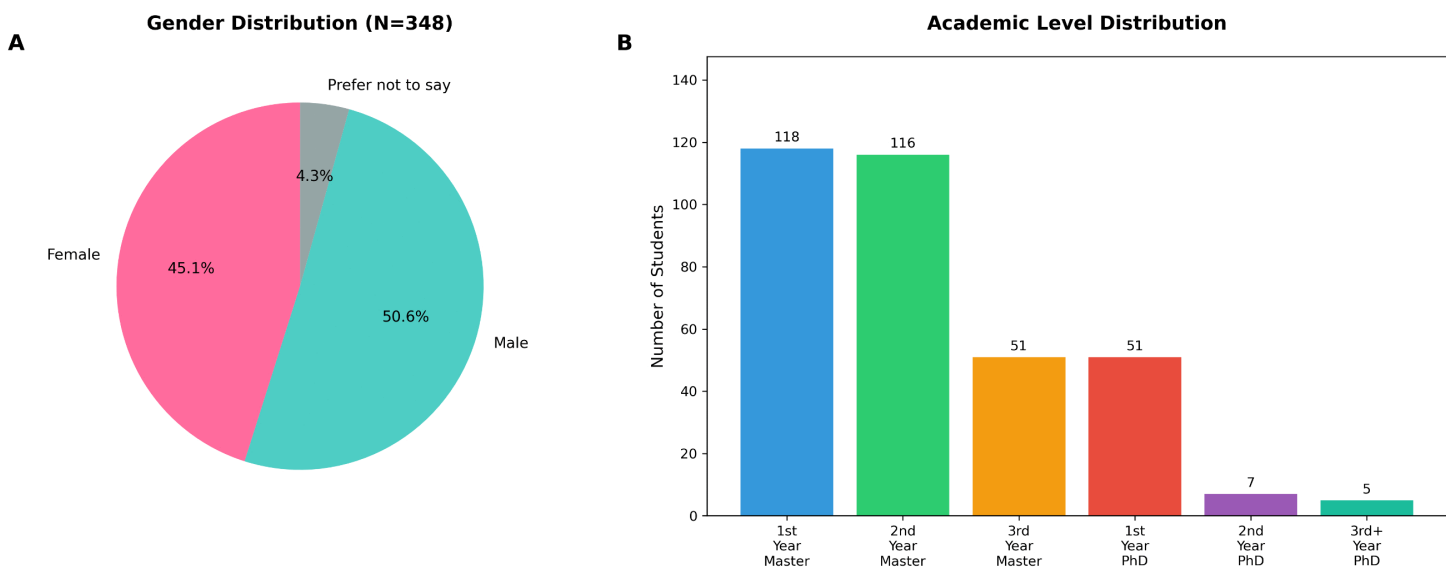 Gender Distribution (N=348)
A
Prefer not to say
4.3%
Female
45.1%
50.6%
Male
Academic Level Distribution
B
Number of Students
140
120
100
80
60
40
20
0
118
116
51
51
7
5
1st
Year
Master
2nd
Year
Master
3rd
Year
Master
1st
Year
PhD
2nd
Year
PhD
3rd+
Year
PhD